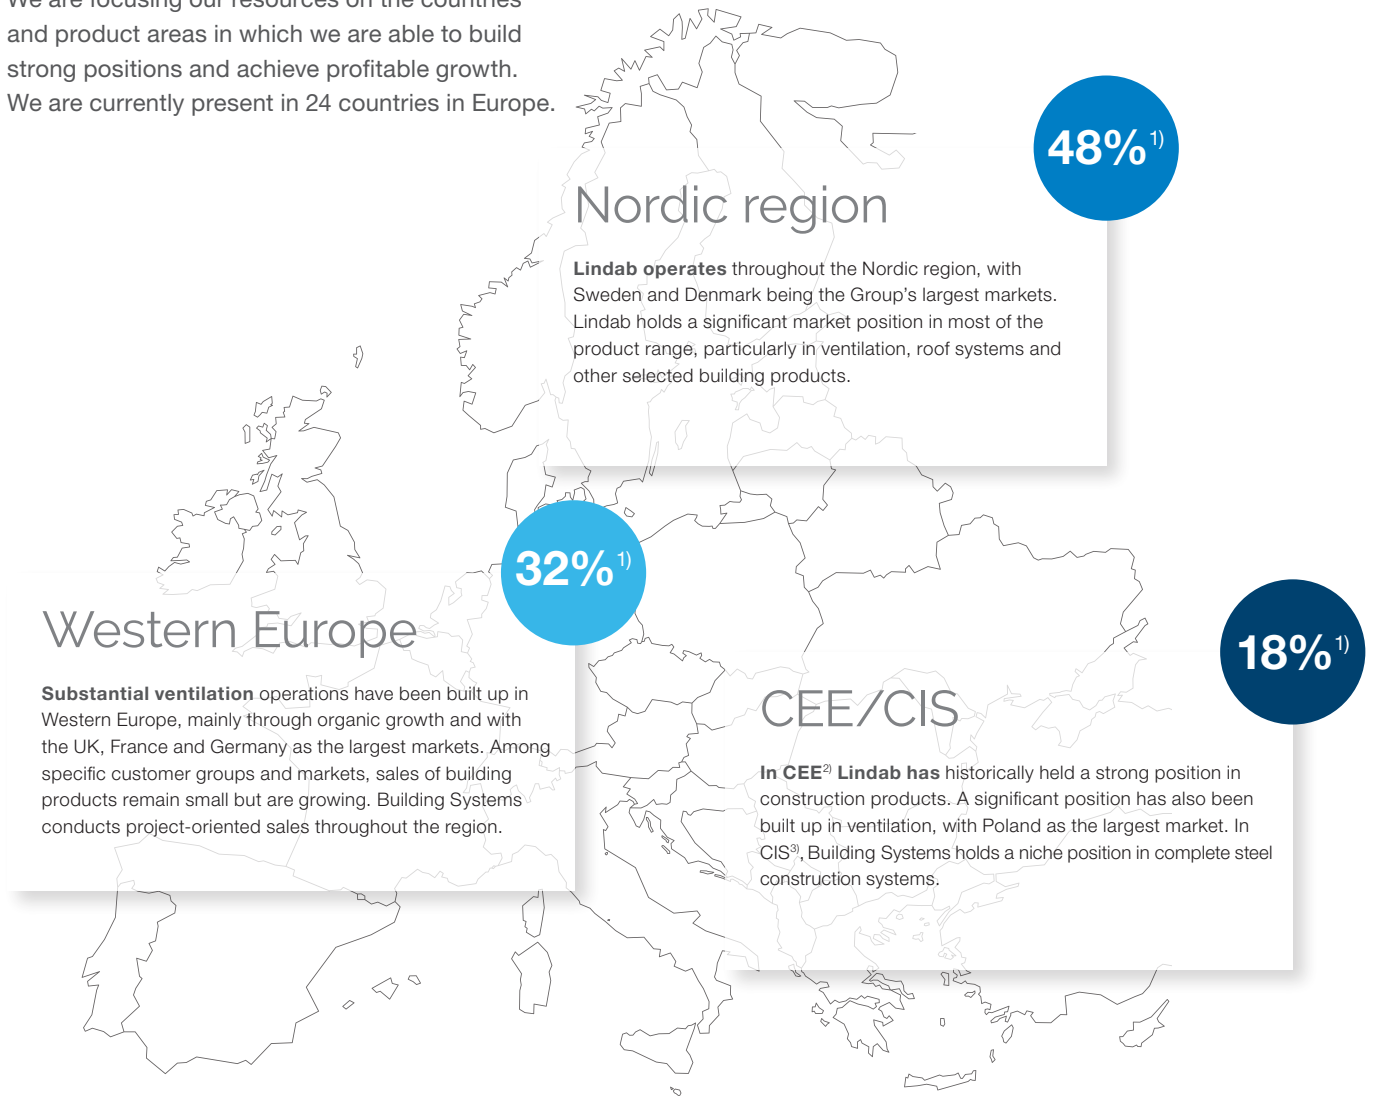 We are focusing our resources on the countries
and product areas in which we are able to build
strong positions and achieve profitable growth.
We are currently present in 24 countries in Europe.
48%1)
Nordic region
Lindab operates throughout the Nordic region, with
Sweden and Denmark being the Group's largest markets.
Lindab holds a significant market position in most of the
product range, particularly in ventilation, roof systems and
other selected building products.
32%1)
Western Europe
Substantial ventilation operations have been built up in
Western Europe, mainly through organic growth and with
the UK, France and Germany as the largest markets. Among
specific customer groups and markets, sales of building
products remain small but are growing. Building Systems
conducts project-oriented sales throughout the region.
18%1)
CEE/CIS
In CEE2) Lindab has historically held a strong position in
construction products. A significant position has also been
built up in ventilation, with Poland as the largest market. In
CIS3), Building Systems holds a niche position in complete steel
construction systems.